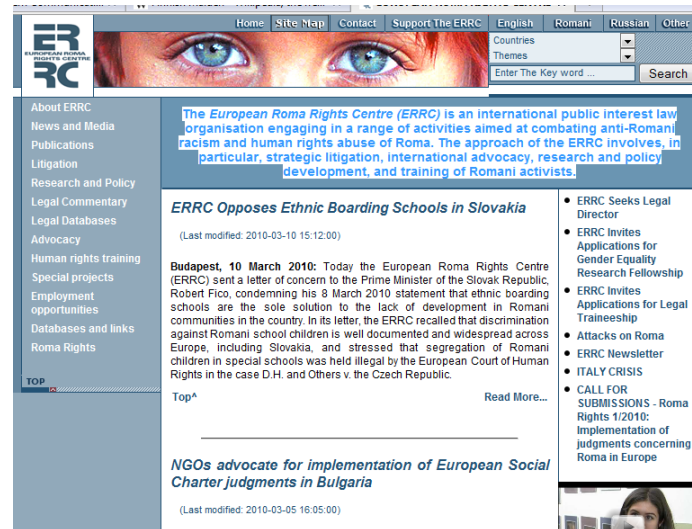 Home Site Map Contact Support The ERRC English Romani Russian Other
ER
EUROPEAN ROMA
RIGHTS CENTRE
RC
Countries
Themes
Enter The Key word ...
Search
About ERRC
News and Media
Publications
Litigation
Research and Policy
Legal Commentary
Legal Databases
Advocacy
Human rights training
Special projects
Employment
opportunities
Databases and links
Roma Rights
TOP
The European Roma Rights Centre (ERRC) is an international public interest law
organisation engaging in a range of activities aimed at combating anti-Romani
racism and human rights abuse of Roma. The approach of the ERRC involves, in
particular, strategic litigation, international advocacy, research and policy
development, and training of Romani activists.
ERRC Opposes Ethnic Boarding Schools in Slovakia
(Last modified: 2010-03-10 15:12:00)
Budapest, 10 March 2010: Today the European Roma Rights Centre
(ERRC) sent a letter of concern to the Prime Minister of the Slovak Republic,
Robert Fico, condemning his 8 March 2010 statement that ethnic boarding
schools are the sole solution to the lack of development in Romani
communities in the country. In its letter, the ERRC recalled that discrimination
against Romani school children is well documented and widespread across
Europe, including Slovakia, and stressed that segregation of Romani
children in special schools was held illegal by the European Court of Human
Rights in the case D.H. and Others v. the Czech Republic.
Top^ Read More...
NGOs advocate for implementation of European Social
Charter judgments in Bulgaria
(Last modified: 2010-03-05 16:05:00)
ERRC Seeks Legal
Director
ERRC Invites
Applications for
Gender Equality
Research Fellowship
ERRC Invites
Applications for Legal
Traineeship
Attacks on Roma
ERRC Newsletter
ITALY CRISIS
CALL FOR
SUBMISSIONS - Roma
Rights 1/2010:
Implementation of
judgments concerning
Roma in Europe